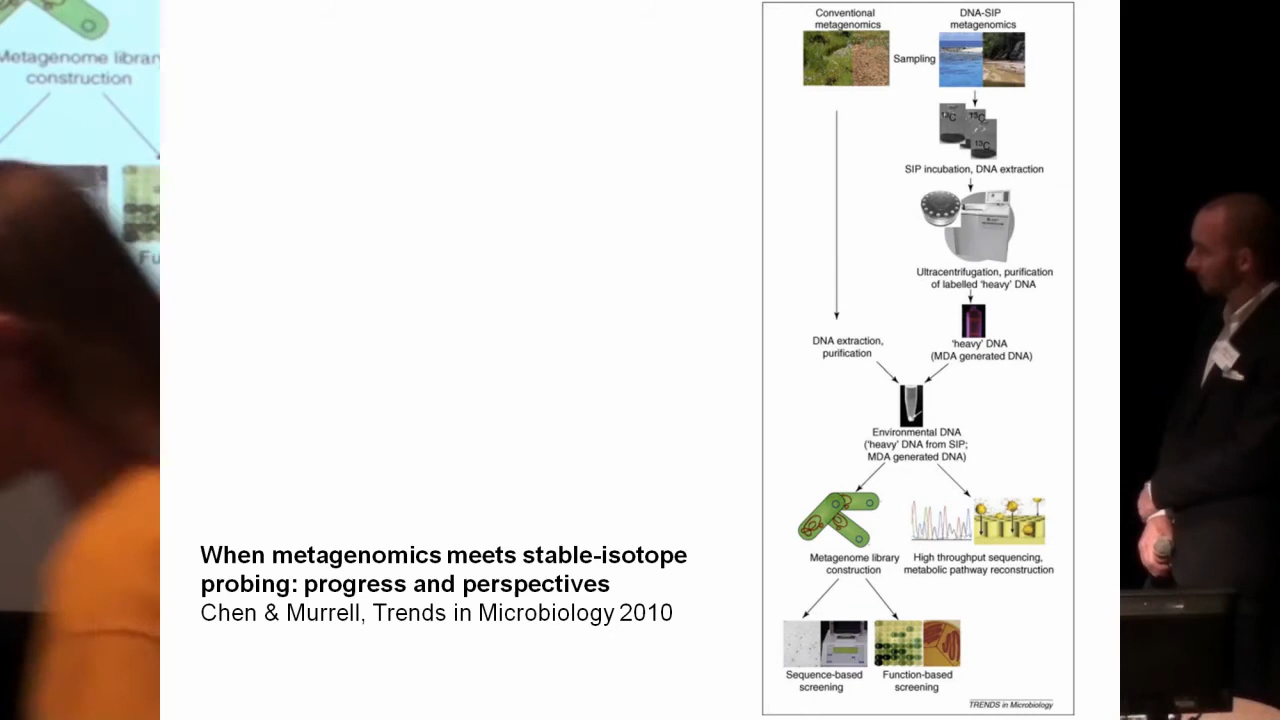 Metagenome
construction
Conventional
metagenomics
DNA-SIP
metagenomics
Sampling
12C
13C
13C
SIP incubation, DNA extraction
Ultracentrifugation, purification
of labelled 'heavy' DNA
DNA extraction,
purification
'heavy' DNA
(MDA generated DNA)
Environmental DNA
('heavy' DNA from SIP;
MDA generated DNA)
Metagenome library
construction
High throughput sequencing,
metabolic pathway reconstruction
When metagenomics meets stable-isotope
probing: progress and perspectives
Chen & Murrell, Trends in Microbiology 2010
Sequence-based
screening
Function-based
screening
TRENDS in Microbiology